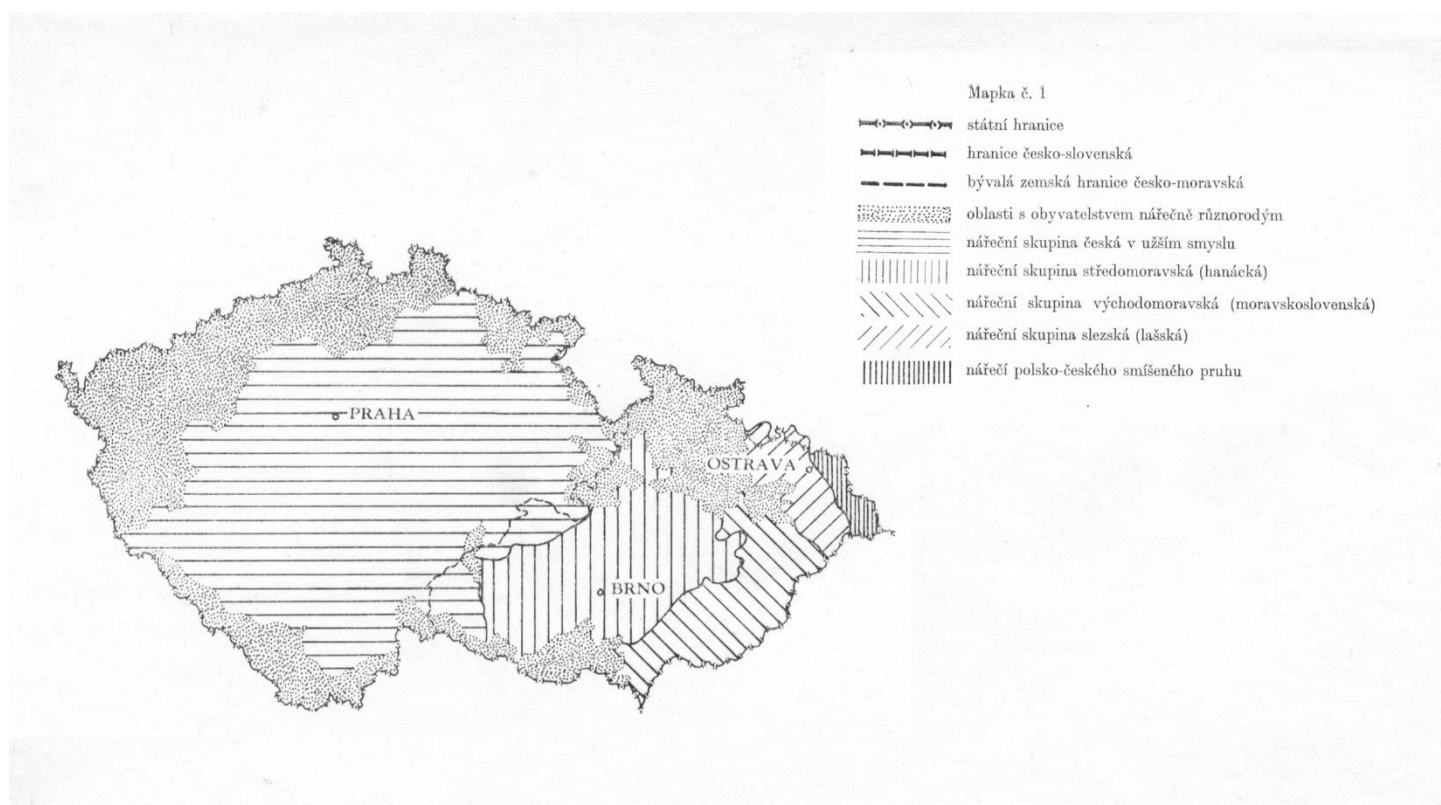 Mapka č. 1
státní hranice
hranice česko-slovenská
bývalá zemská hranice česko-moravská
oblasti s obyvatelstvem nářečně různorodým
nářeční skupina česká v užším smyslu
nářeční skupina středomoravská (hanácká)
nářeční skupina východomoravská (moravskoslovenská)
nářeční skupina slezská (lašská)
nářečí polsko-českého smíšeného pruhu
PRAHA
OSTRAVA
BRNO